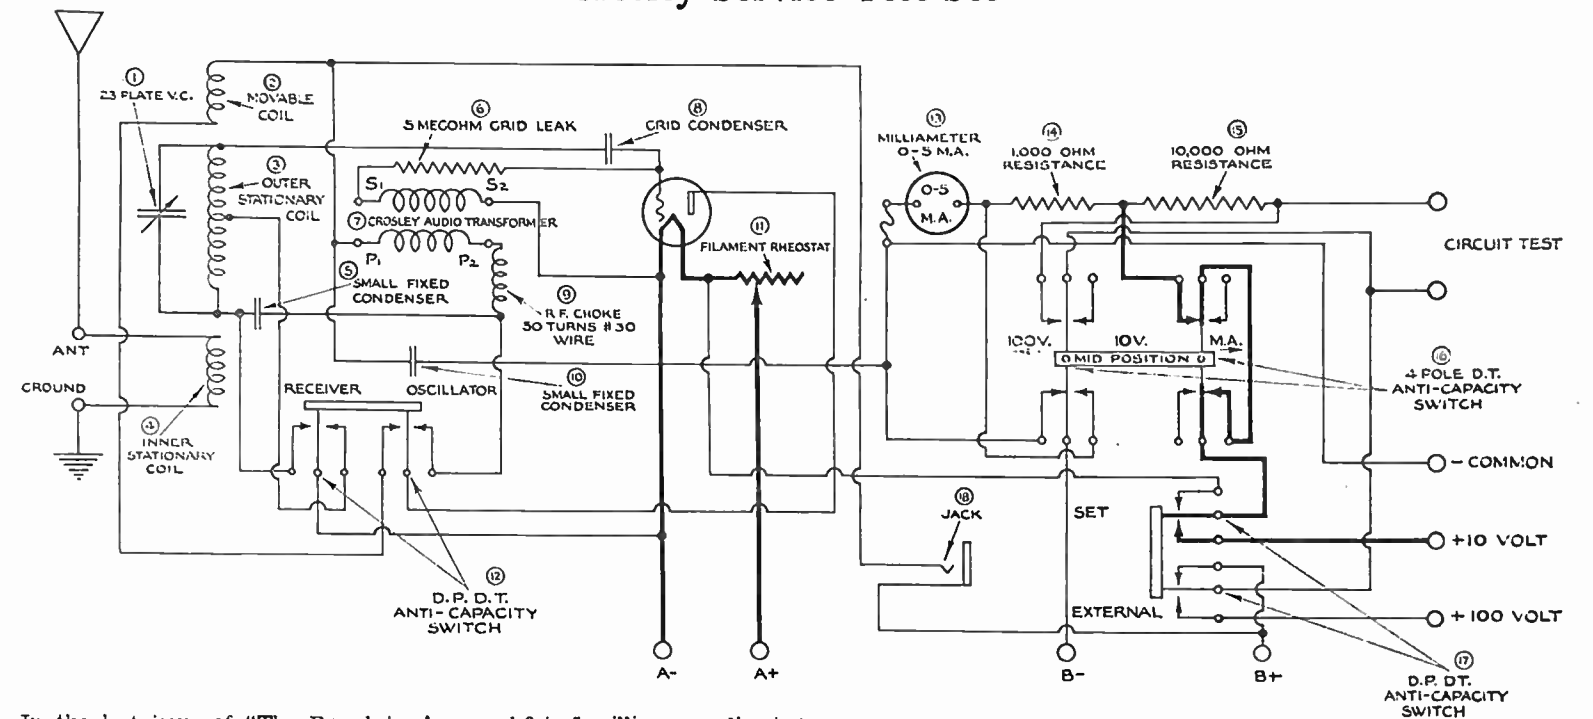 Test Set
1
23 PLATE V.C.
2
MOVABLE
COIL
3
OUTER
STATIONARY
COIL
6
5 MEGOHM GRID LEAK
8
GRID CONDENSER
S1
S2
7
CROSLEY AUDIO TRANSFORMER
P1
P2
5
SMALL FIXED
CONDENSER
9
R.F. CHOKE
50 TURNS #30
WIRE
11
FILAMENT RHEOSTAT
13
MILLIAMETER
0-5 M.A.
0-5
M.A.
14
1,000 OHM
RESISTANCE
15
10,000 OHM
RESISTANCE
CIRCUIT TEST
ANT
GROUND
4
INNER
STATIONARY
COIL
RECEIVER
OSCILLATOR
10
SMALL FIXED
CONDENSER
12
D.P. D.T.
ANTI-CAPACITY
SWITCH
100V.
10V.
M.A.
MID POSITION
16
4 POLE D.T.
ANTI-CAPACITY
SWITCH
- COMMON
18
JACK
SET
EXTERNAL
+10 VOLT
+100 VOLT
A-
A+
B-
B+
17
D.P. DT.
ANTI-CAPACITY
SWITCH